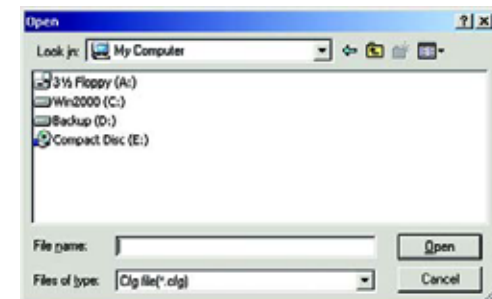 Open
Look in: My Computer
3½ Floppy (A:)
Win2000 (C:)
Backup (D:)
Compact Disc (E:)
File name: Open
Files of type: Cfg file(*.cfg) Cancel